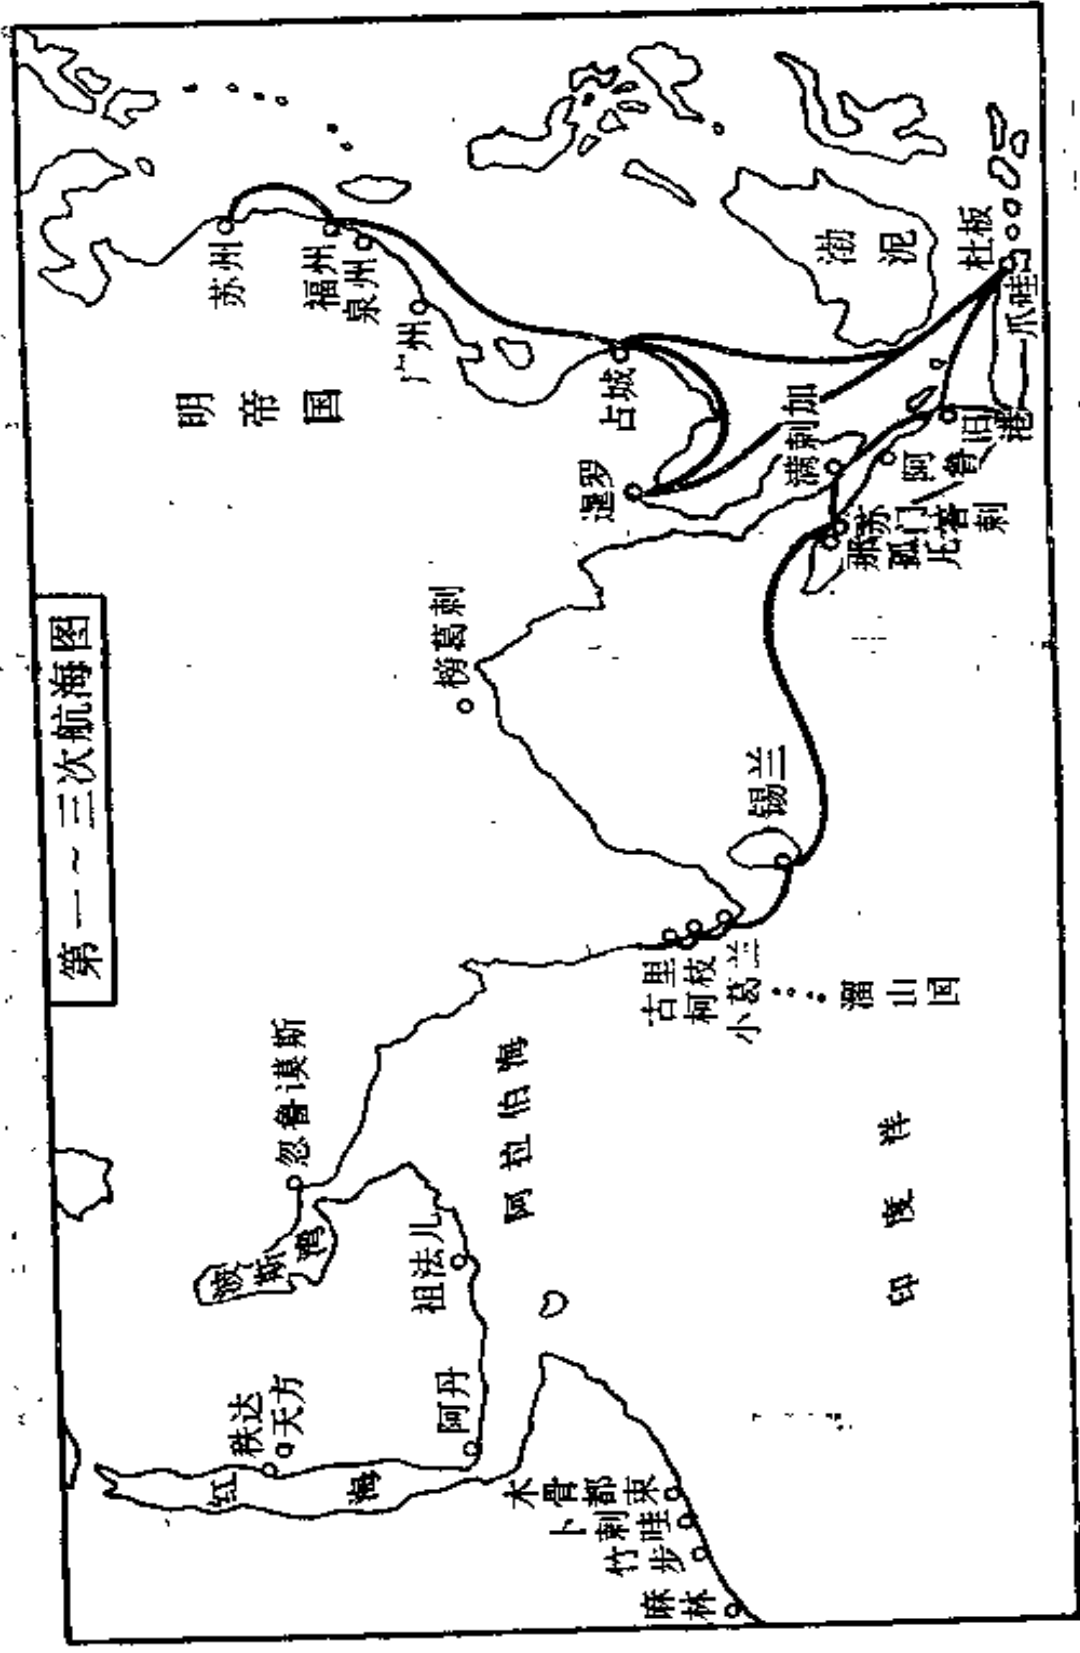 第一～三次航海图
明帝国
苏州
福州
泉州
广州
占城
暹罗
榜葛剌
渤泥
杜板
爪哇
满剌加
旧港
阿鲁
苏门答剌
那孤儿
锡兰
小葛兰
柯枝
古里
溜山国
忽鲁谟斯
波斯湾
阿拉伯海
印度洋
祖法儿
阿丹
秩达
天方
红海
木骨都束
卜剌哇
竹步
麻林